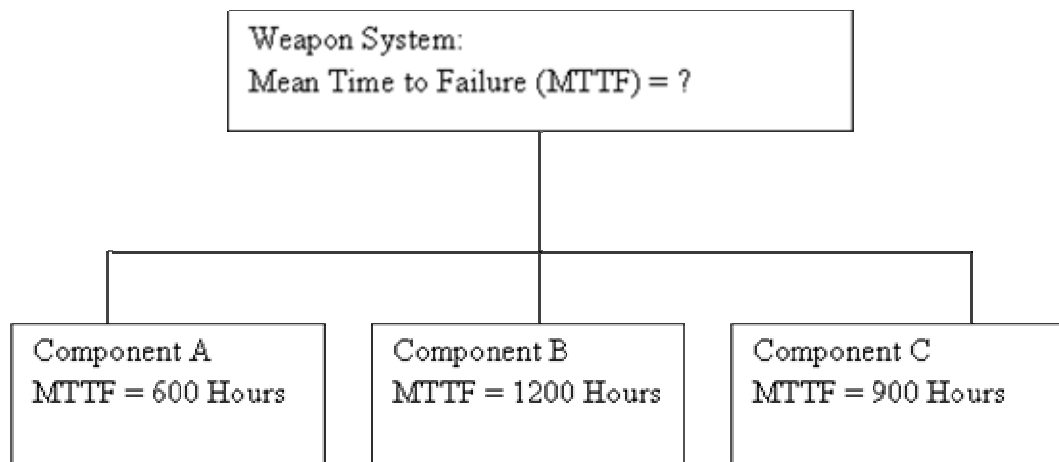 Weapon System:
Mean Time to Failure (MTTF) = ?
Component A
MTTF = 600 Hours
Component B
MTTF = 1200 Hours
Component C
MTTF = 900 Hours